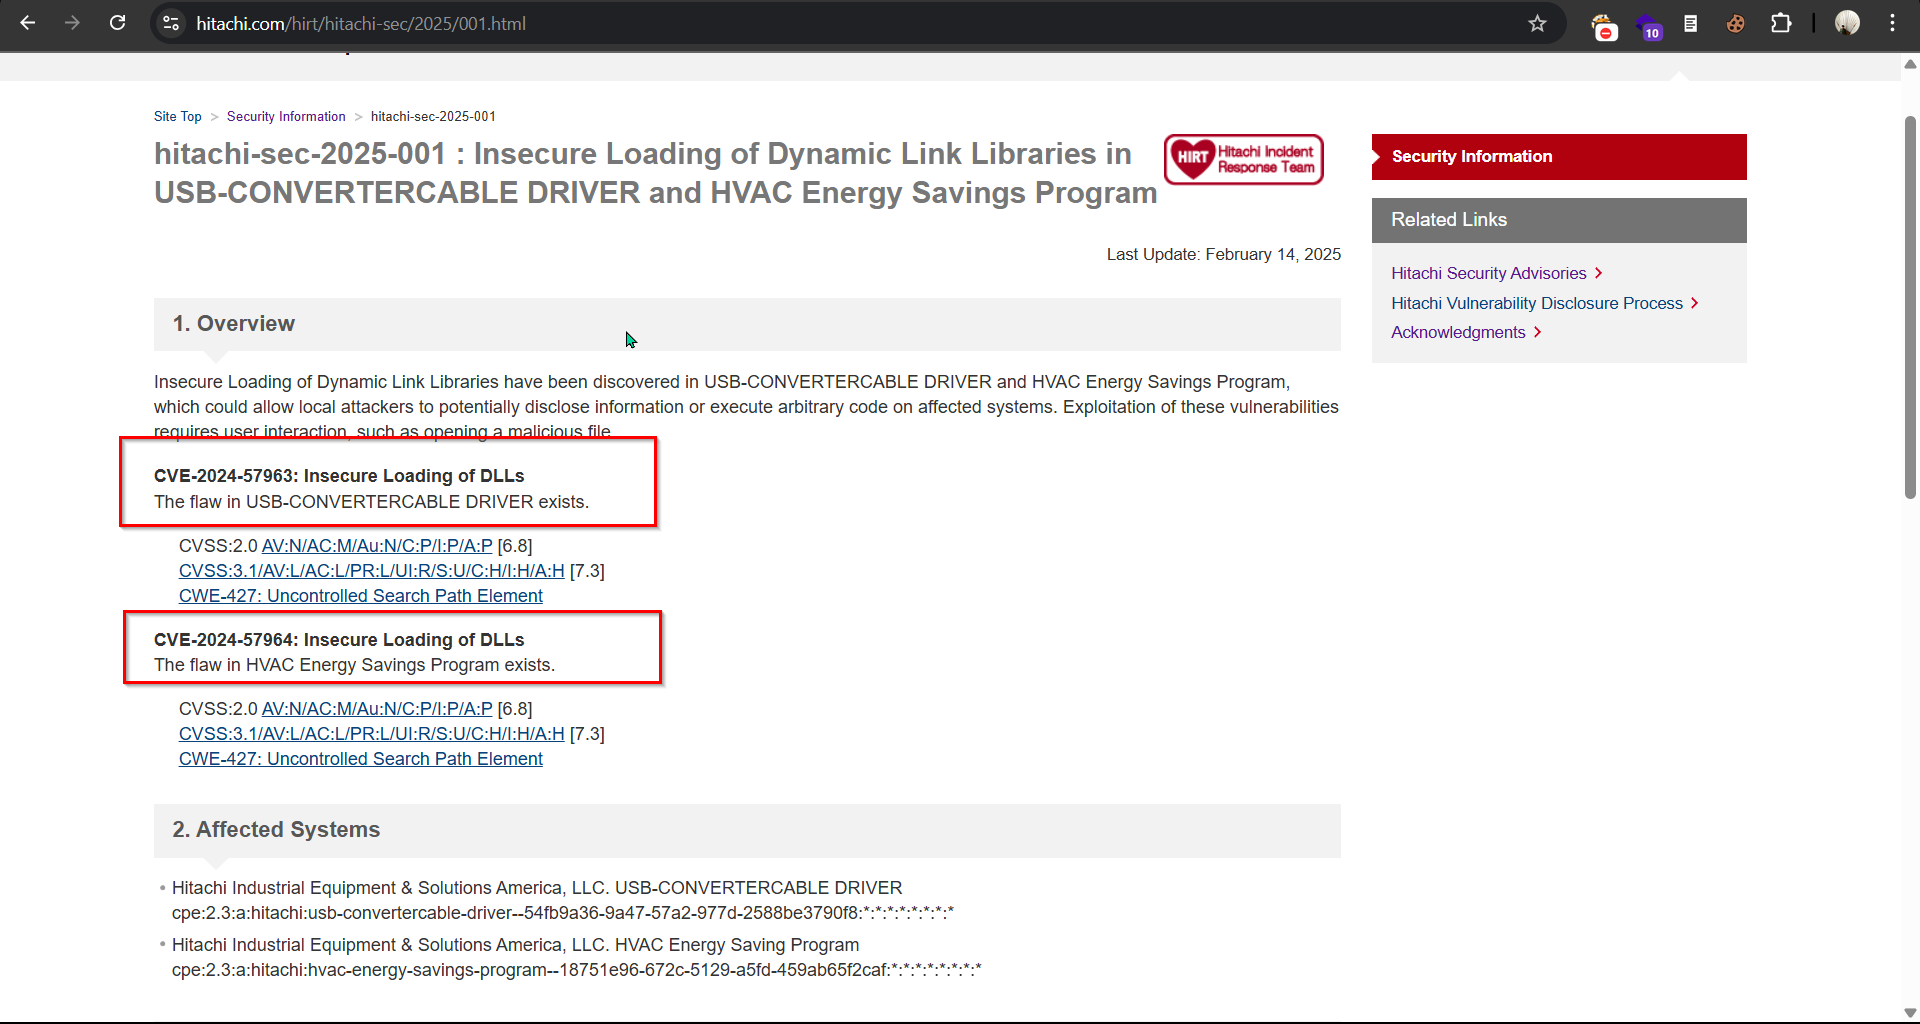 hitachi.com/hirt/hitachi-sec/2025/001.html
10
Site Top > Security Information > hitachi-sec-2025-001
hitachi-sec-2025-001 : Insecure Loading of Dynamic Link Libraries in
USB-CONVERTERCABLE DRIVER and HVAC Energy Savings Program
HIRT Hitachi Incident
Response Team
Last Update: February 14, 2025
1. Overview
Insecure Loading of Dynamic Link Libraries have been discovered in USB-CONVERTERCABLE DRIVER and HVAC Energy Savings Program,
which could allow local attackers to potentially disclose information or execute arbitrary code on affected systems. Exploitation of these vulnerabilities
requires user interaction, such as opening a malicious file.
CVE-2024-57963: Insecure Loading of DLLs
The flaw in USB-CONVERTERCABLE DRIVER exists.
CVSS:2.0 AV:N/AC:M/Au:N/C:P/I:P/A:P [6.8]
CVSS:3.1/AV:L/AC:L/PR:L/UI:R/S:U/C:H/I:H/A:H [7.3]
CWE-427: Uncontrolled Search Path Element
CVE-2024-57964: Insecure Loading of DLLs
The flaw in HVAC Energy Savings Program exists.
CVSS:2.0 AV:N/AC:M/Au:N/C:P/I:P/A:P [6.8]
CVSS:3.1/AV:L/AC:L/PR:L/UI:R/S:U/C:H/I:H/A:H [7.3]
CWE-427: Uncontrolled Search Path Element
2. Affected Systems
• Hitachi Industrial Equipment & Solutions America, LLC. USB-CONVERTERCABLE DRIVER
cpe:2.3:a:hitachi:usb-convertercable-driver--54fb9a36-9a47-57a2-977d-2588be3790f8:*:*:*:*:*:*:*:*
• Hitachi Industrial Equipment & Solutions America, LLC. HVAC Energy Saving Program
cpe:2.3:a:hitachi:hvac-energy-savings-program--18751e96-672c-5129-a5fd-459ab65f2caf:*:*:*:*:*:*:*:*
Security Information
Related Links
Hitachi Security Advisories
Hitachi Vulnerability Disclosure Process
Acknowledgments